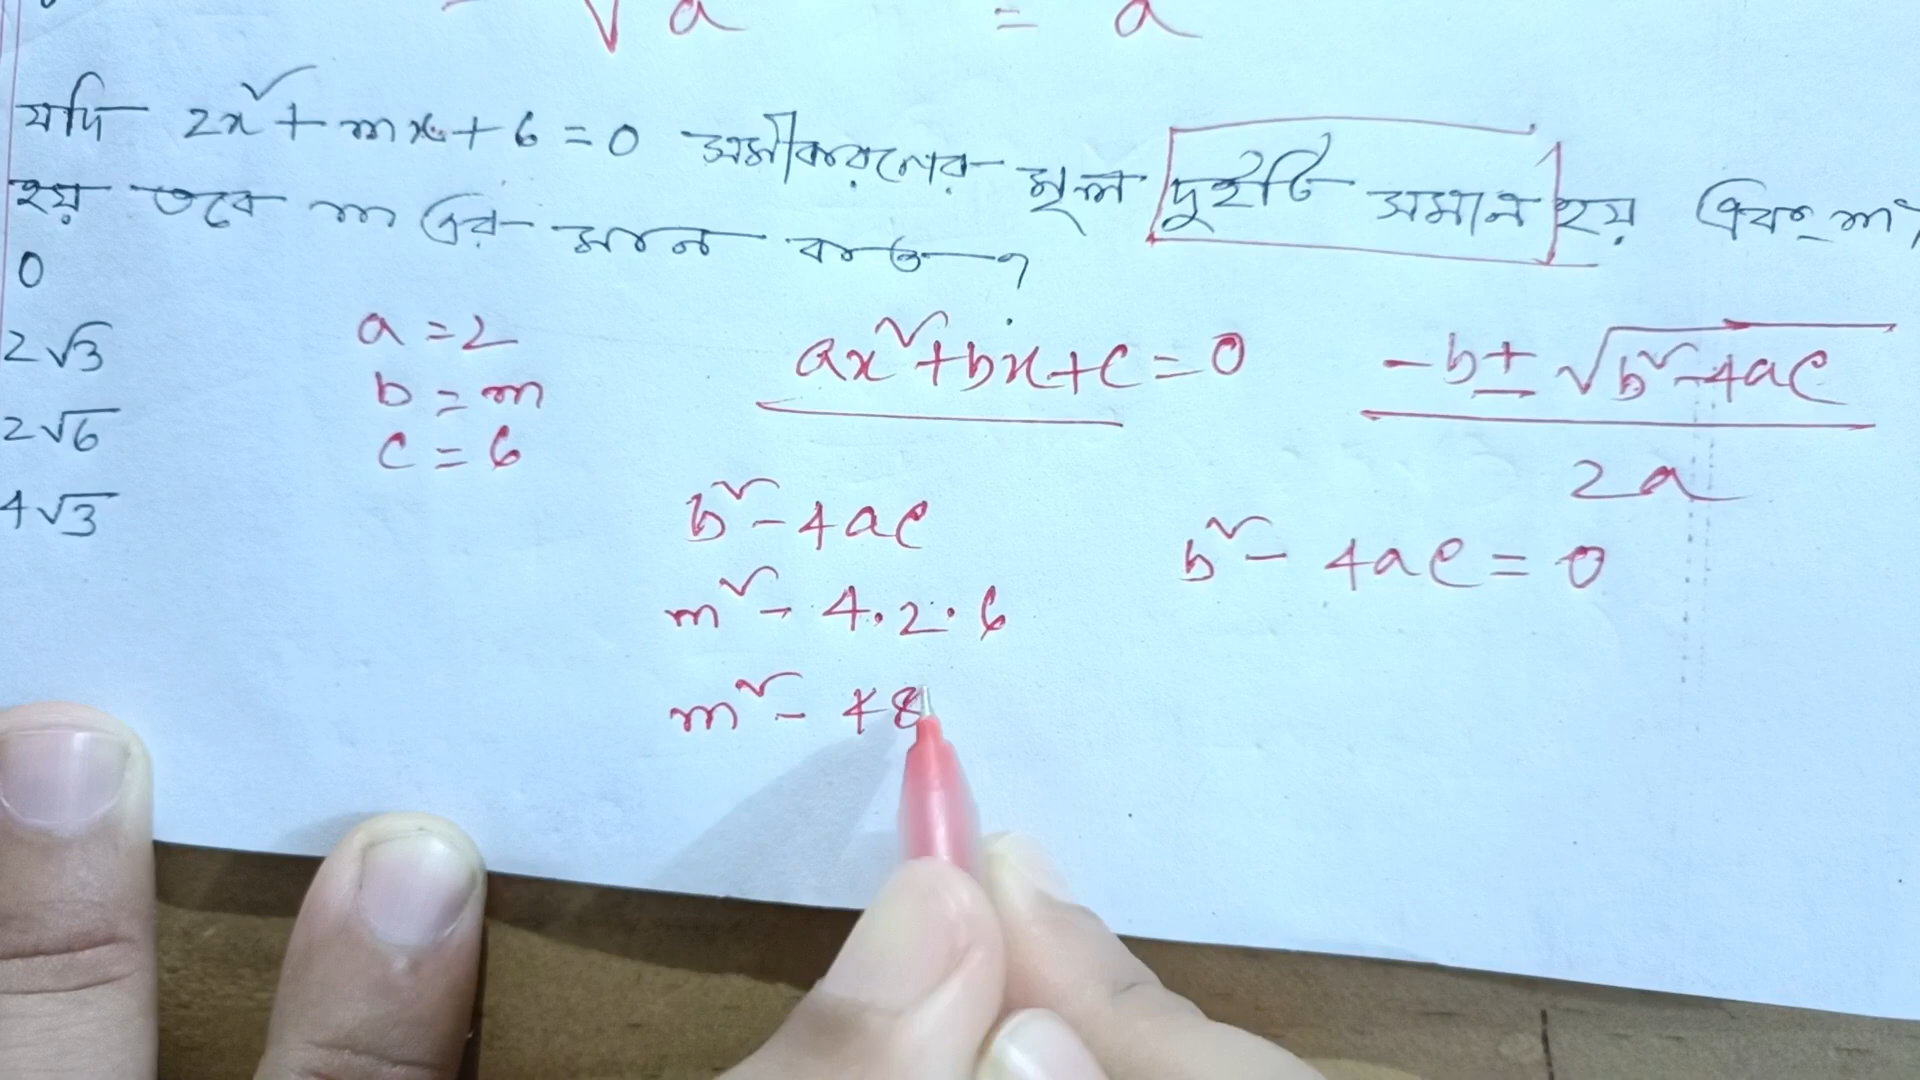 √a = a
যদি 2x² + mx + 6 = 0 সমীকরণের মূল দুইটি সমান হয় এবং m>
হয় তবে m এর মান কত?
0
2√3
2√6
4√3
a = 2
b = m
c = 6
ax² + bx + c = 0
-b ± √b² - 4ac
2a
b² - 4ac
m² - 4.2.6
m² - 48
b² - 4ac = 0